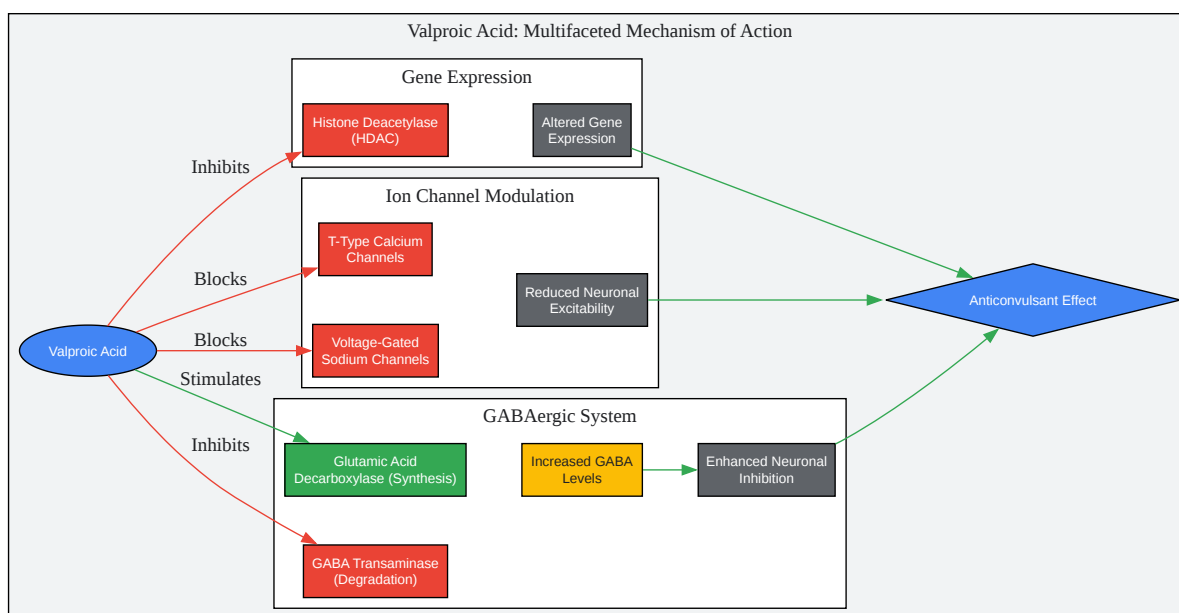 Valproic Acid: Multifaceted Mechanism of Action
Gene Expression
Histone Deacetylase
(HDAC)
Altered Gene
Expression
Inhibits
Ion Channel Modulation
T-Type Calcium
Channels
Blocks
Reduced Neuronal
Excitability
Anticonvulsant Effect
Valproic Acid
Blocks
Voltage-Gated
Sodium Channels
Stimulates
GABAergic System
Inhibits
Glutamic Acid
Decarboxylase (Synthesis)
Increased GABA
Levels
Enhanced Neuronal
Inhibition
GABA Transaminase
(Degradation)